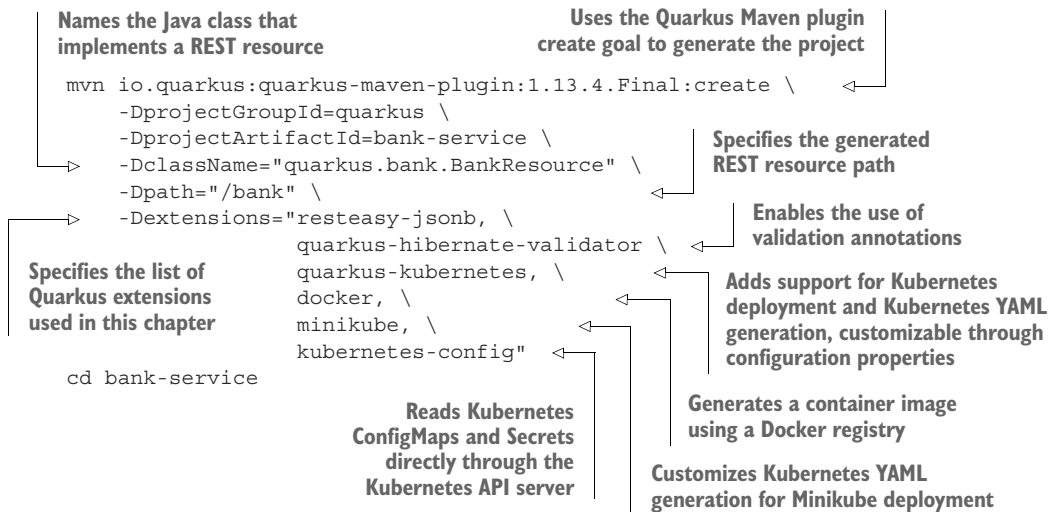 Names the Java class that
implements a REST resource
Uses the Quarkus Maven plugin
create goal to generate the project
mvn io.quarkus:quarkus-maven-plugin:1.13.4.Final:create \
-DprojectGroupId=quarkus \
-DprojectArtifactId=bank-service \
-DclassName="quarkus.bank.BankResource" \
-Dpath="/bank" \
-Dextensions="resteasy-jsonb, \
quarkus-hibernate-validator \
quarkus-kubernetes, \
docker, \
minikube, \
kubernetes-config"
cd bank-service
Specifies the generated
REST resource path
Enables the use of
validation annotations
Specifies the list of
Quarkus extensions
used in this chapter
Adds support for Kubernetes
deployment and Kubernetes YAML
generation, customizable through
configuration properties
Generates a container image
using a Docker registry
Reads Kubernetes
ConfigMaps and Secrets
directly through the
Kubernetes API server
Customizes Kubernetes YAML
generation for Minikube deployment